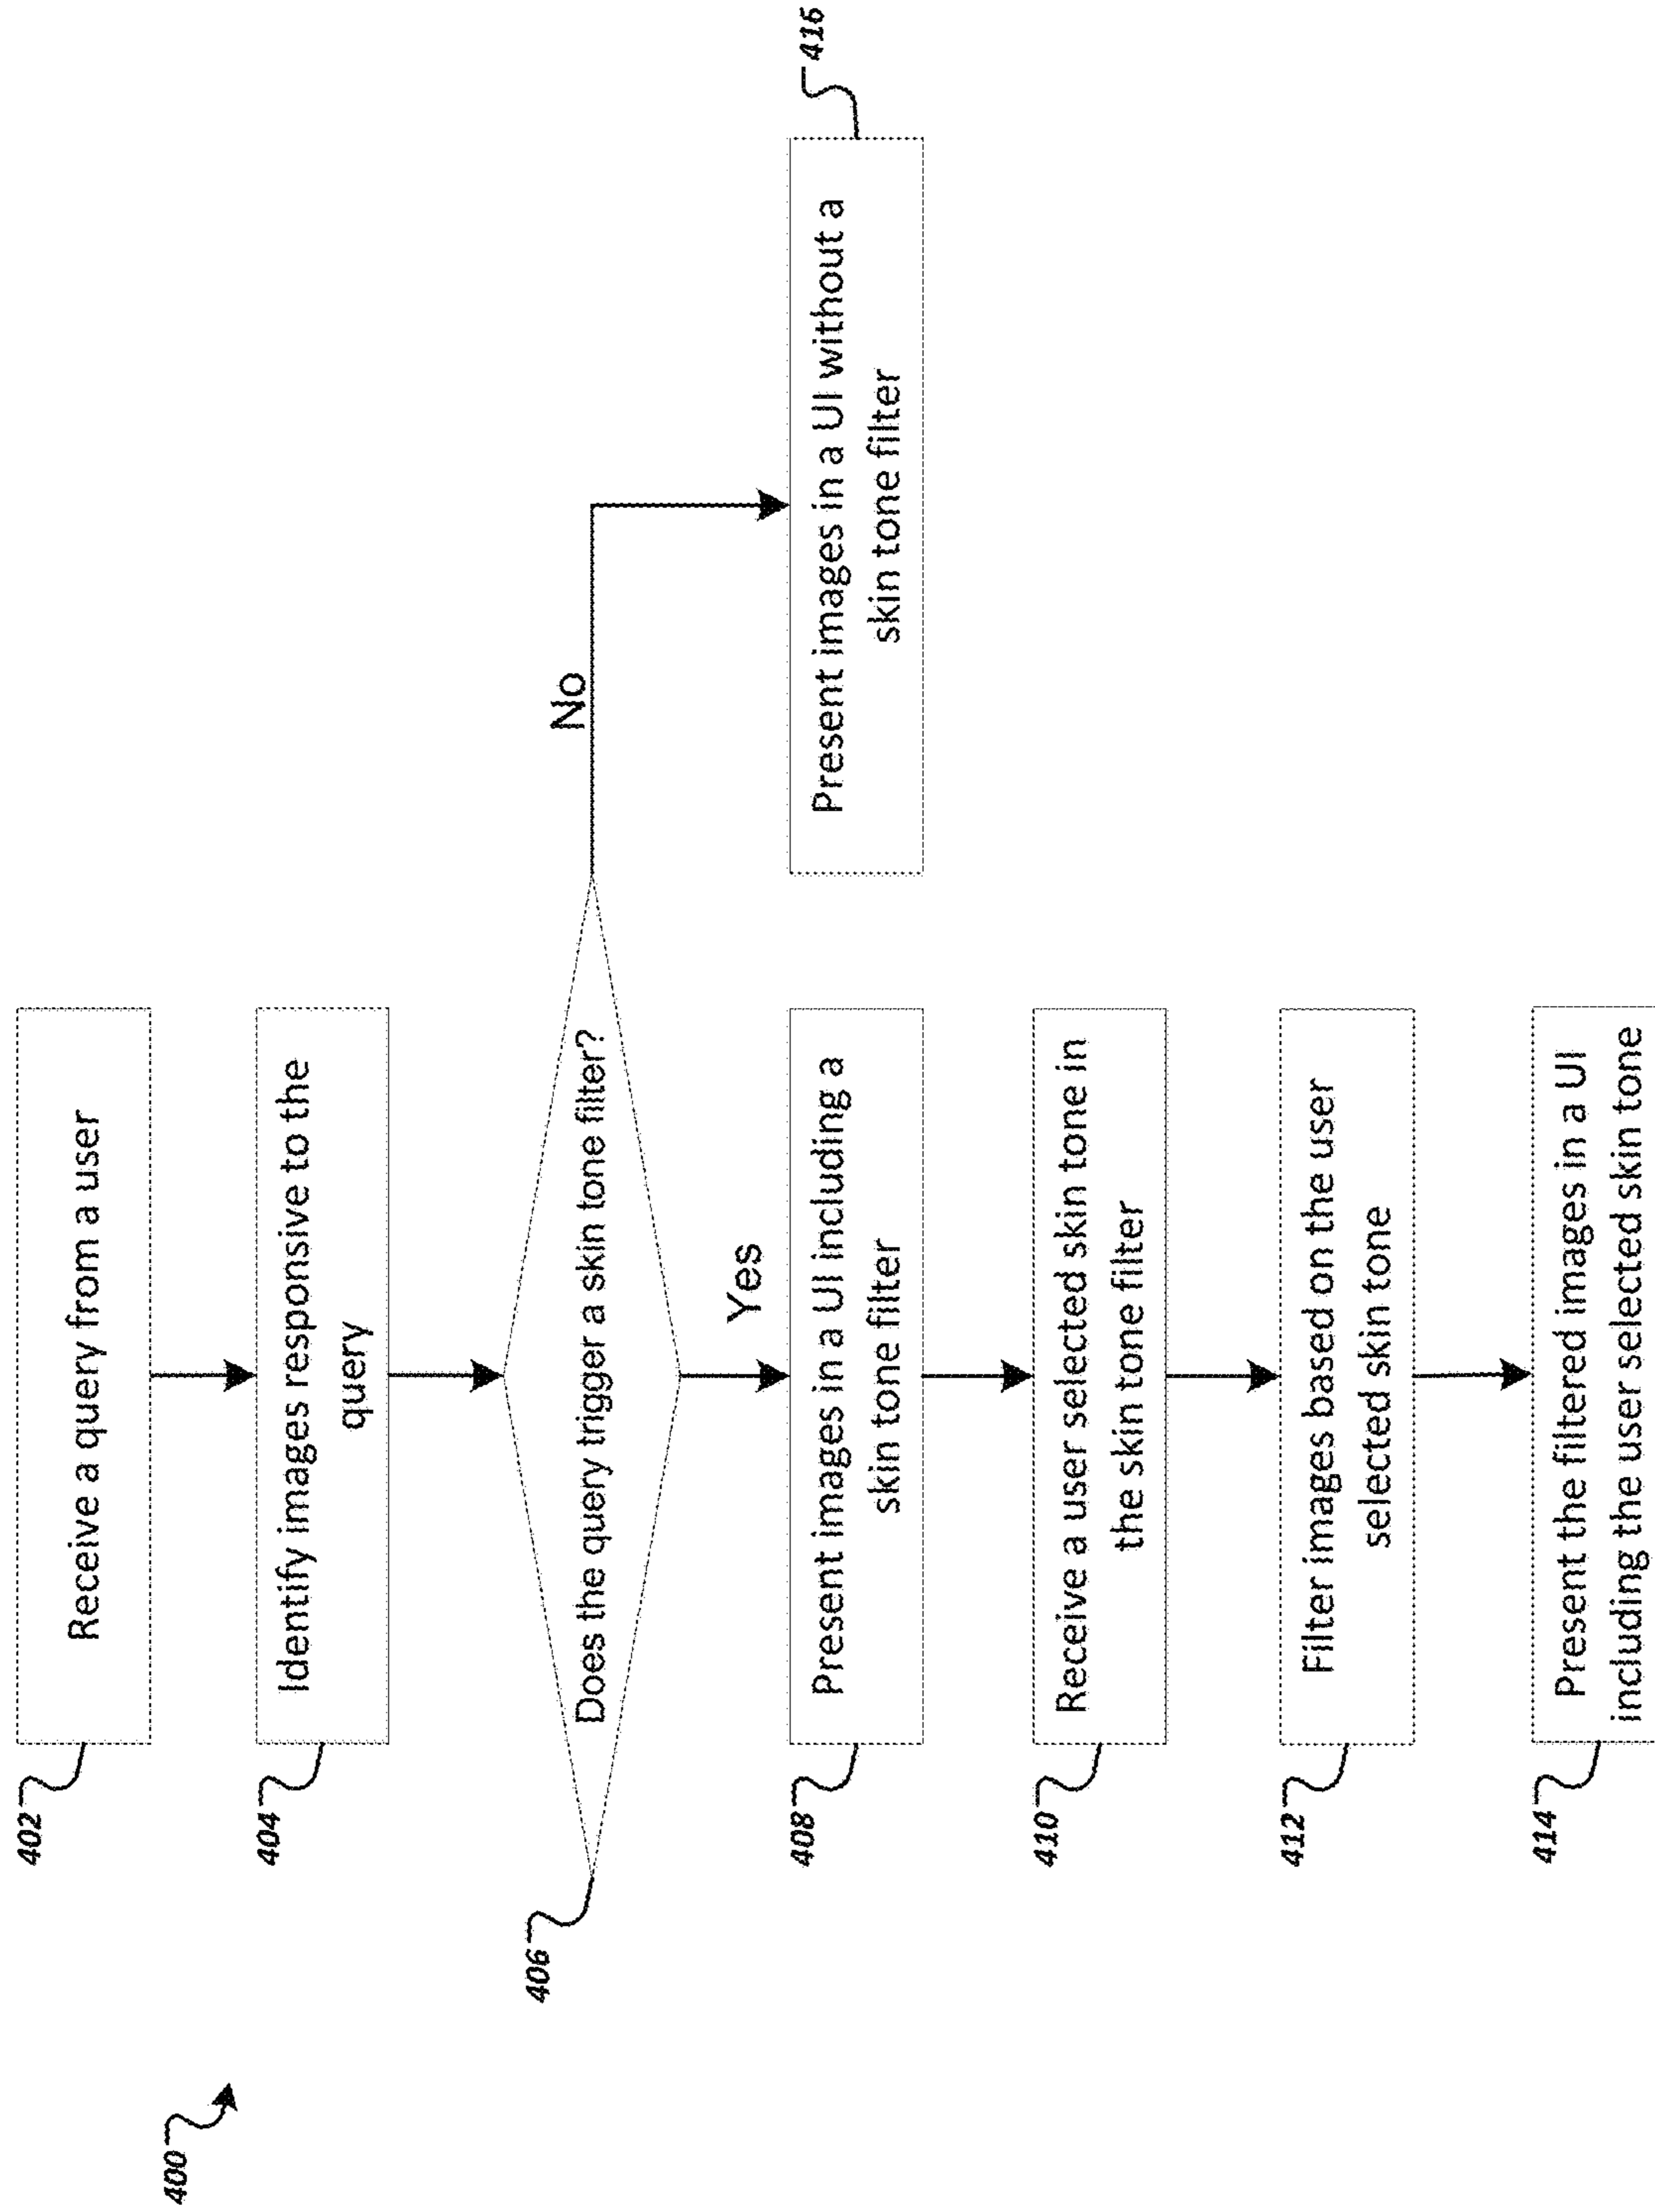 400
402
Receive a query from a user
404
Identify images responsive to the
query
406
Does the query trigger a skin tone filter?
No
Yes
408
Present images in a UI including a
skin tone filter
416
Present images in a UI without a
skin tone filter
410
Receive a user selected skin tone in
the skin tone filter
412
Filter images based on the user
selected skin tone
414
Present the filtered images in a UI
including the user selected skin tone